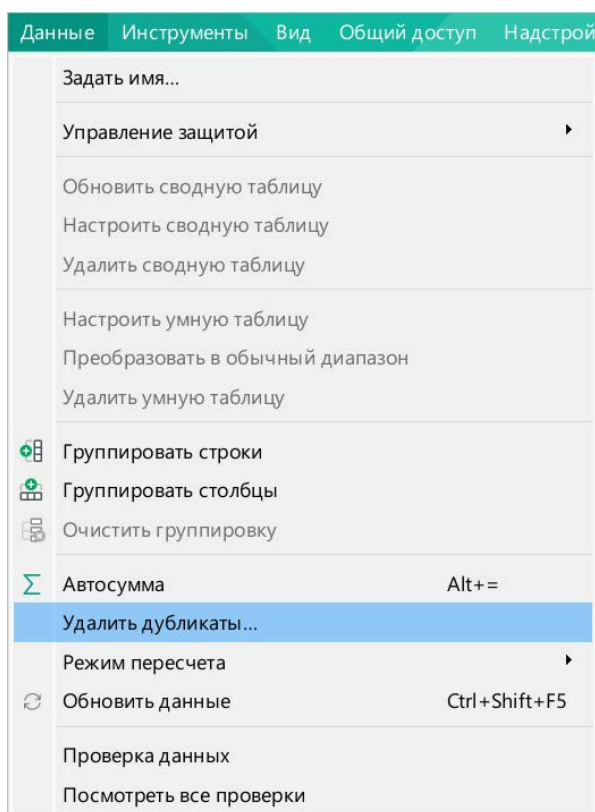 Данные Инструменты Вид Общий доступ Надстрой
Задать имя...
Управление защитой
Обновить сводную таблицу
Настроить сводную таблицу
Удалить сводную таблицу
Настроить умную таблицу
Преобразовать в обычный диапазон
Удалить умную таблицу
Группировать строки
Группировать столбцы
Очистить группировку
Автосумма Alt+=
Удалить дубликаты...
Режим пересчета
Обновить данные Ctrl+Shift+F5
Проверка данных
Посмотреть все проверки